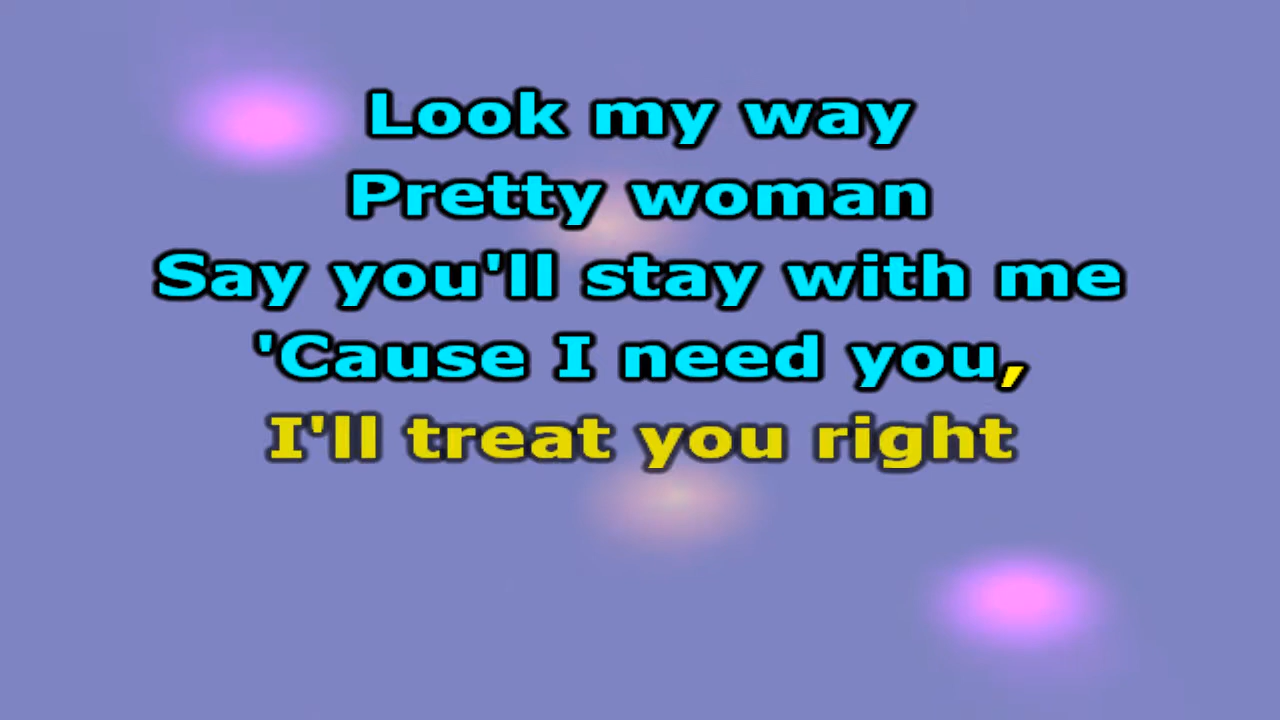 Look my way
Pretty woman
Say you'll stay with me
'Cause I need you,
I'll treat you right